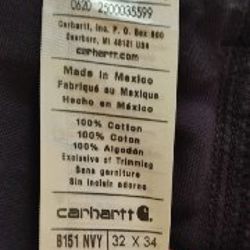 0620 2500035599
Carhartt, Inc. P. O. Box 600
Dearborn, MI 48121 USA
carhartt.com
Made in Mexico
Fabriqué au Mexique
Hecho en México
100% Cotton
100% Coton
100% Algodón
Exclusive of Trimming
Sans garniture
Sin incluir adornos
carhartt
B151 NVY 32 X 34